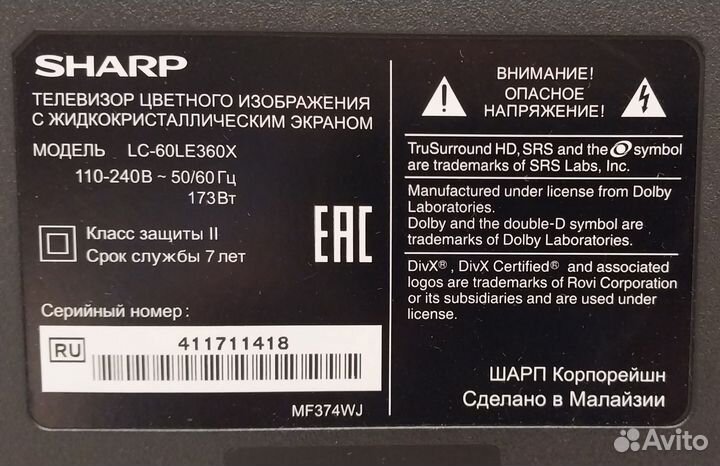 SHARP
ТЕЛЕВИЗОР ЦВЕТНОГО ИЗОБРАЖЕНИЯ
С ЖИДКОКРИСТАЛЛИЧЕСКИМ ЭКРАНОМ
МОДЕЛЬ LC-60LE360X
110-240В ~ 50/60 Гц
173Вт
Класс защиты II
Срок службы 7 лет
EAC
Серийный номер :
RU
411711418
MF374WJ
ВНИМАНИЕ!
ОПАСНОЕ
НАПРЯЖЕНИЕ!
TruSurround HD, SRS and the symbol
are trademarks of SRS Labs, Inc.
Manufactured under license from Dolby
Laboratories.
Dolby and the double-D symbol are
trademarks of Dolby Laboratories.
DivX® , DivX Certified® and associated
logos are trademarks of Rovi Corporation
or its subsidiaries and are used under
license.
ШАРП Корпорейшн
Сделано в Малайзии
Avito